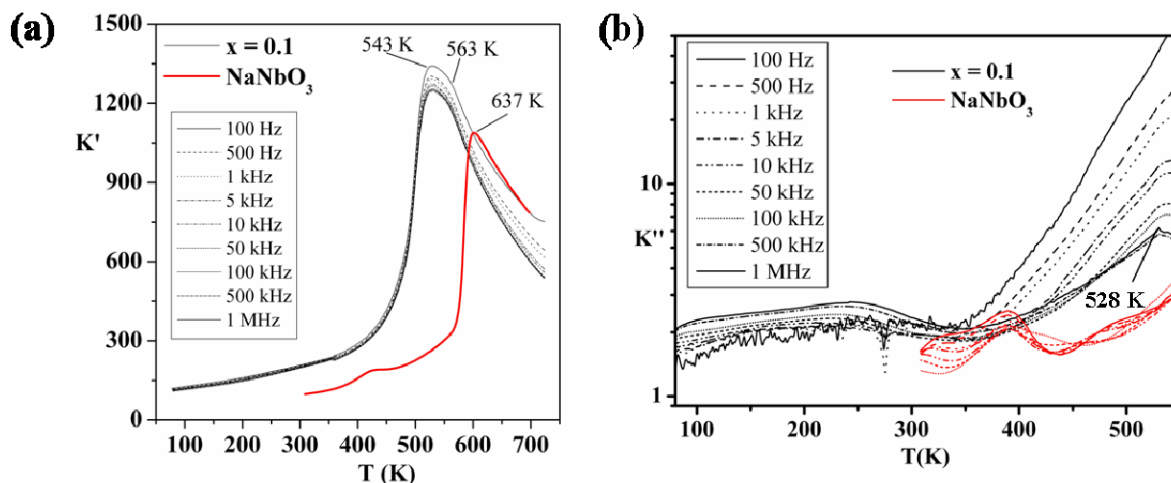 (a)
1500
1200
900
600
300
0
K'
100 200 300 400 500 600 700
T (K)
543 K
563 K
637 K
x = 0.1
NaNbO3
100 Hz
500 Hz
1 kHz
5 kHz
10 kHz
50 kHz
100 kHz
500 kHz
1 MHz
(b)
10
1
K''
100 200 300 400 500
T(K)
100 Hz
500 Hz
1 kHz
5 kHz
10 kHz
50 kHz
100 kHz
500 kHz
1 MHz
x = 0.1
NaNbO3
528 K